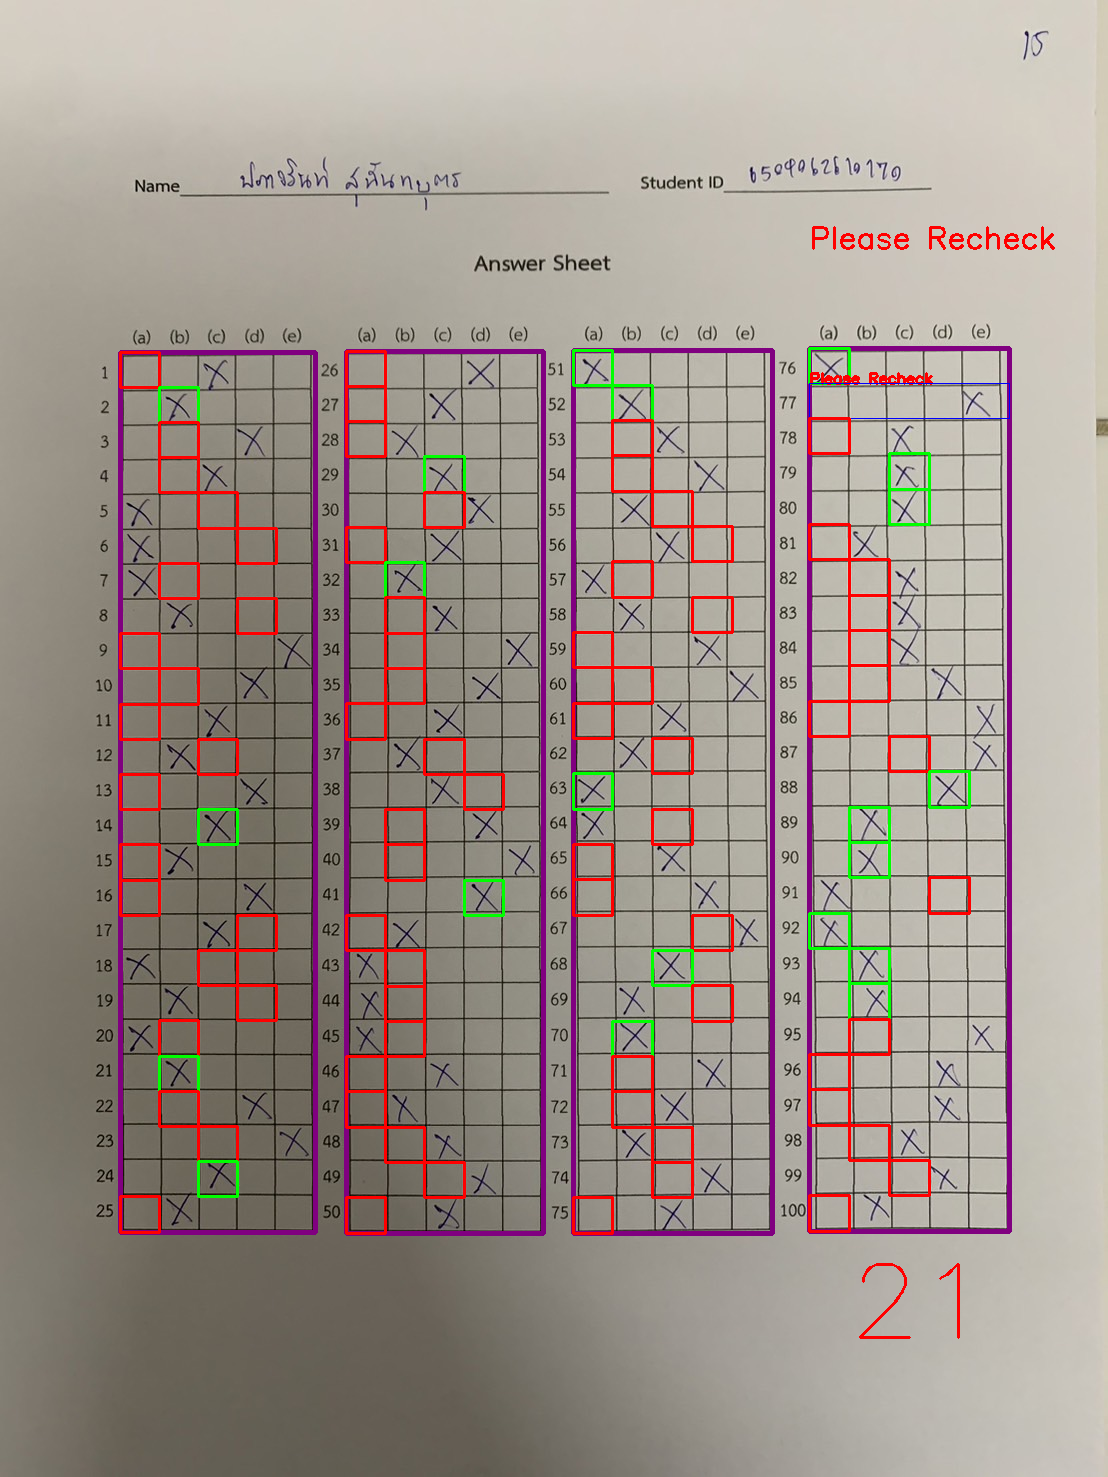 15
Name ปภาวรินท์ สุนันทบุตร Student ID 6504062610170
Please Recheck
Answer Sheet
(a) (b) (c) (d) (e) (a) (b) (c) (d) (e) (a) (b) (c) (d) (e) (a) (b) (c) (d) (e)
1 26 51 76
Please Recheck
2 27 52 77
3 28 53 78
4 29 54 79
5 30 55 80
6 31 56 81
7 32 57 82
8 33 58 83
9 34 59 84
10 35 60 85
11 36 61 86
12 37 62 87
13 38 63 88
14 39 64 89
15 40 65 90
16 41 66 91
17 42 67 92
18 43 68 93
19 44 69 94
20 45 70 95
21 46 71 96
22 47 72 97
23 48 73 98
24 49 74 99
25 50 75 100
21